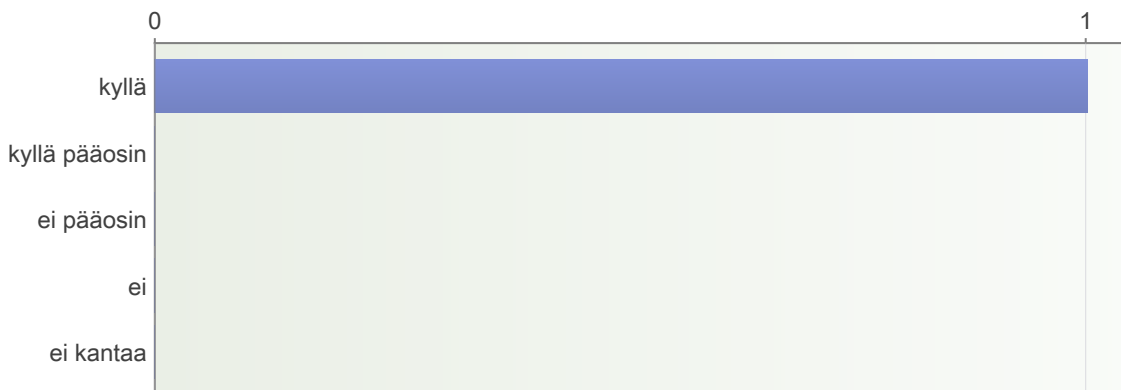 0 1
kyllä
kyllä pääosin
ei pääosin
ei
ei kantaa